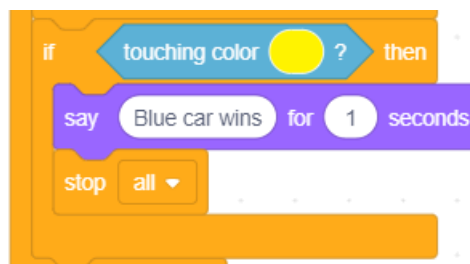 if touching color ? then
say Blue car wins for 1 seconds
stop all